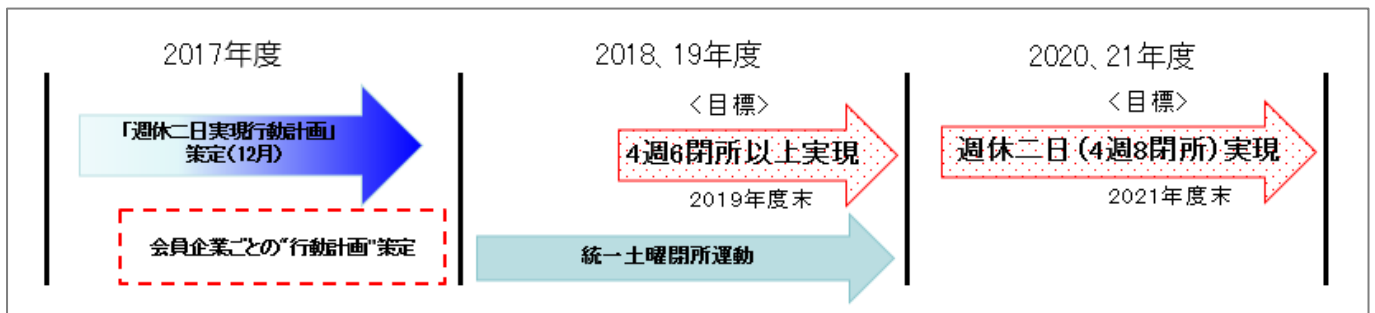 2017年度
「週休二日実現行動計画」
策定(12月)
会員企業ごとの"行動計画"策定
2018、19年度
<目標>
4週6閉所以上実現
2019年度末
統一土曜閉所運動
2020、21年度
<目標>
週休二日(4週8閉所)実現
2021年度末